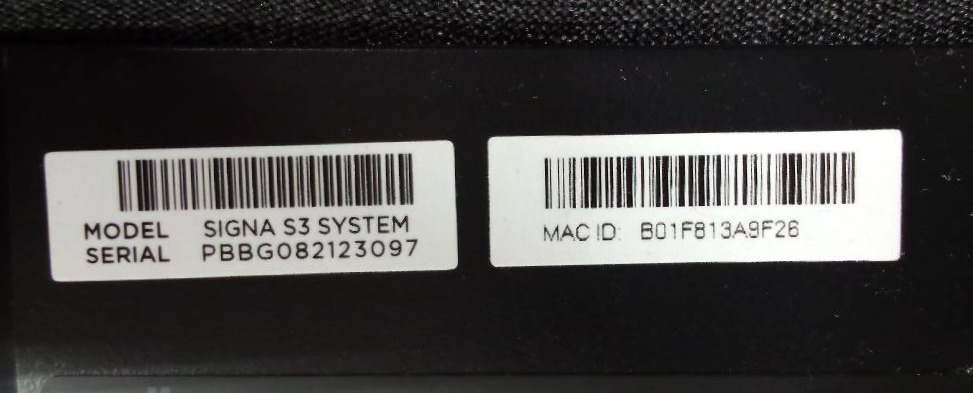 MODEL SIGNA S3 SYSTEM
SERIAL PBBG082123097
MAC ID: B01F813A9F26